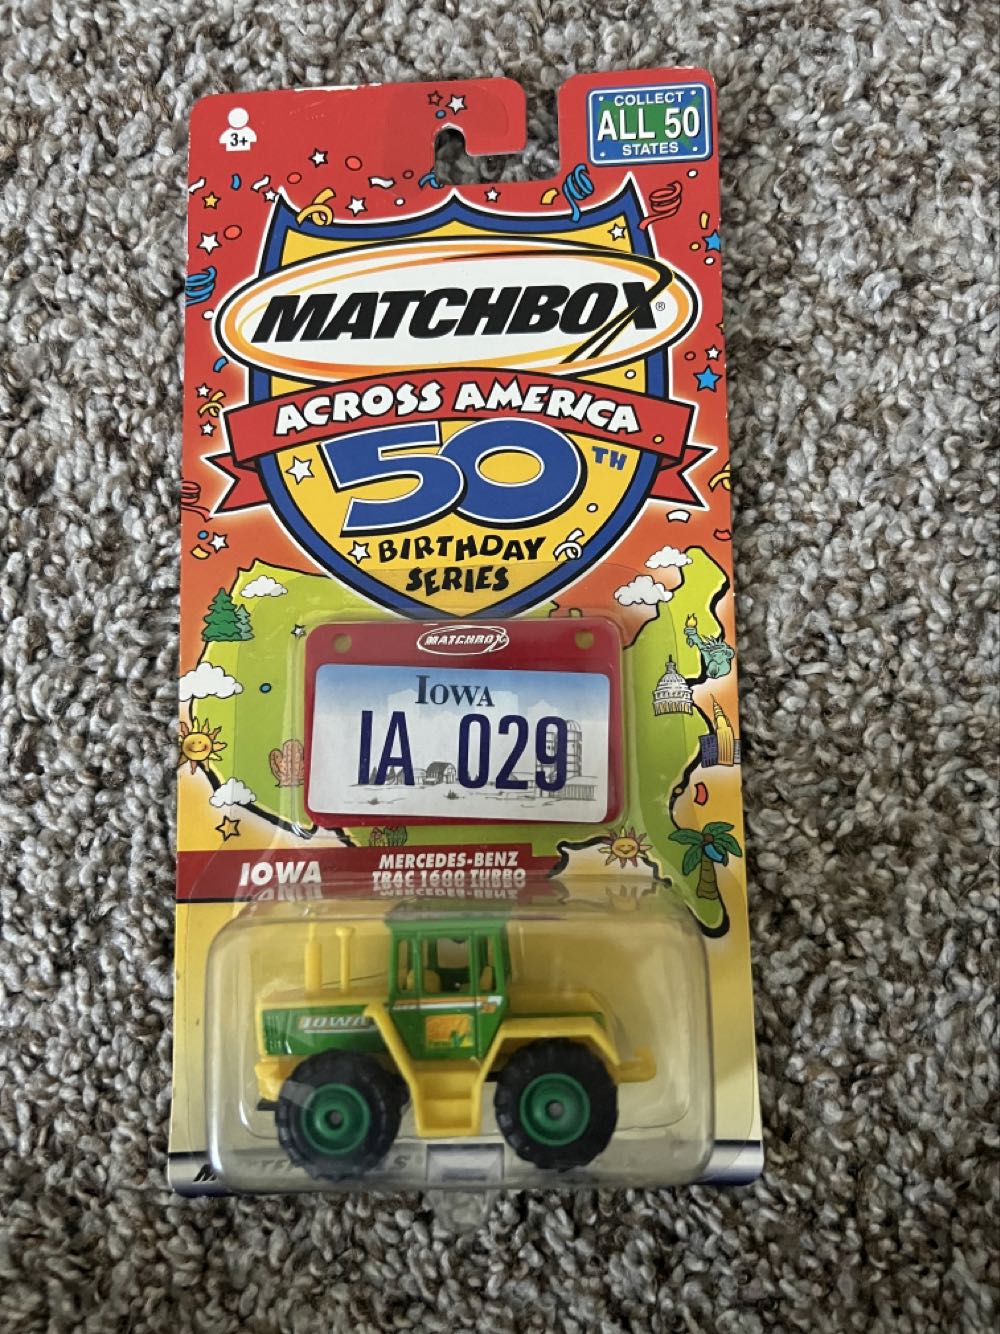 3+
COLLECT
ALL 50
STATES
MATCHBOX®
ACROSS AMERICA
50TH
BIRTHDAY
SERIES
MATCHBOX
IOWA
IA 029
IOWA
MERCEDES-BENZ
TRAC 1600 TURBO
IOWA